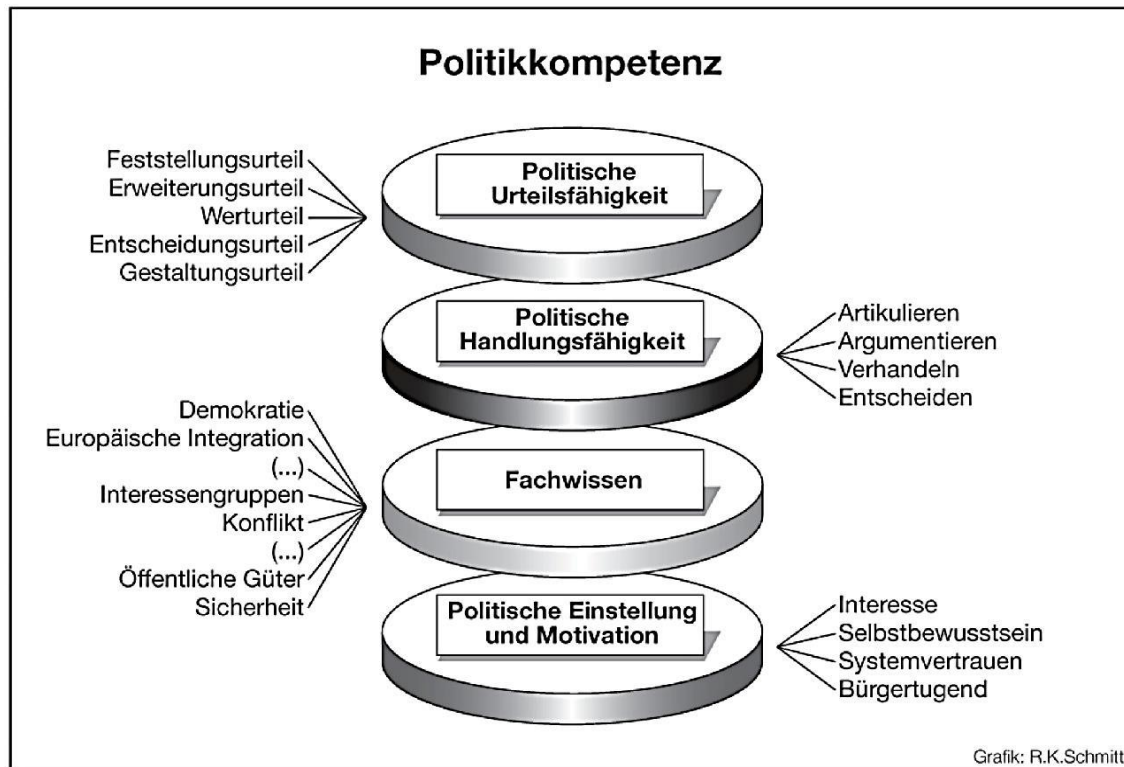 Politikkompetenz
Feststellungsurteil
Erweiterungsurteil
Werturteil
Entscheidungsurteil
Gestaltungsurteil
Politische
Urteilsfähigkeit
Politische
Handlungsfähigkeit
Artikulieren
Argumentieren
Verhandeln
Entscheiden
Demokratie
Europäische Integration
(...)
Interessengruppen
Konflikt
(...)
Öffentliche Güter
Sicherheit
Fachwissen
Politische Einstellung
und Motivation
Interesse
Selbstbewusstsein
Systemvertrauen
Bürgertugend
Grafik: R.K.Schmitt